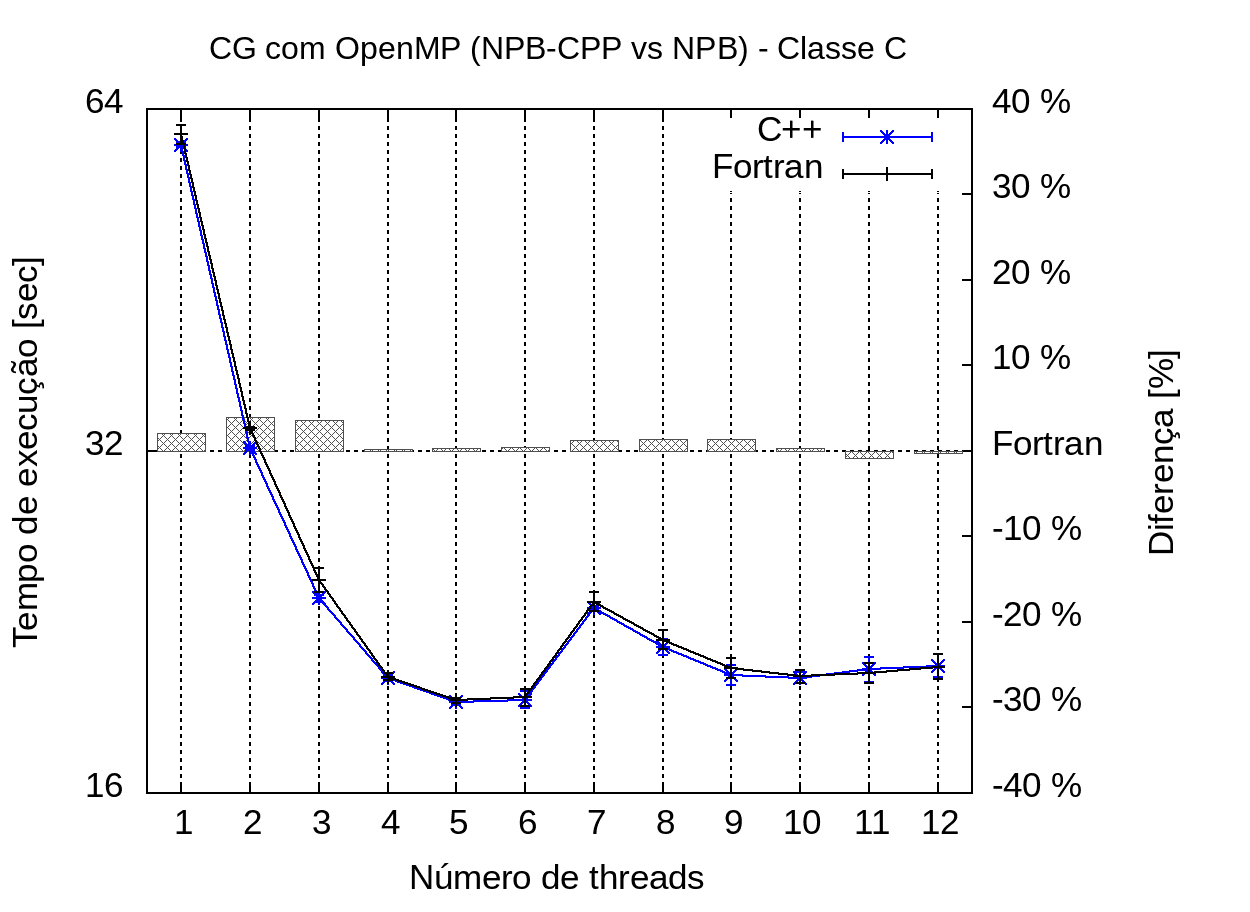 CG com OpenMP (NPB-CPP vs NPB) - Classe C
64
32
16
Tempo de execução [sec]
C++
Fortran
40 %
30 %
20 %
10 %
Fortran
-10 %
-20 %
-30 %
-40 %
Diferença [%]
1 2 3 4 5 6 7 8 9 10 11 12
Número de threads